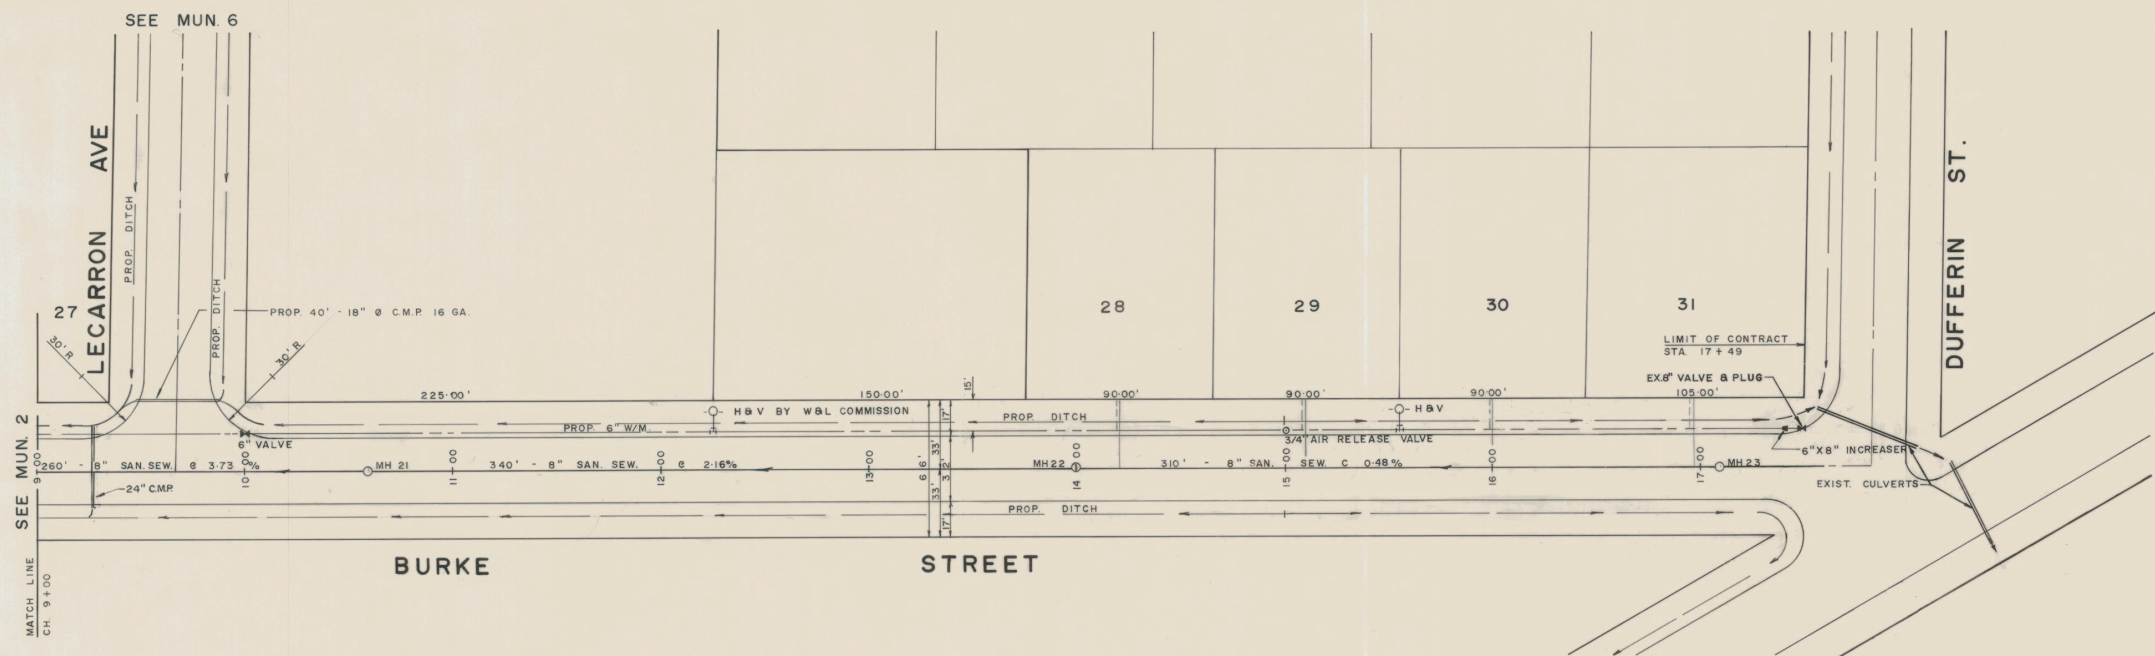 SEE MUN. 6
LECARRON AVE
PROP. DITCH
PROP. DITCH
PROP. 40' - 18" Ø C.M.P. 16 GA.
27
30' R
30' R
28
29
30
31
DUFFERIN ST.
LIMIT OF CONTRACT
STA. 17 + 49
EX.8" VALVE & PLUG
225·00'
150·00'
15'
90·00'
90·00'
105·00'
H & V BY W&L COMMISSION
PROP. DITCH
H & V
PROP. 6" W/M.
6" VALVE
3/4" AIR RELEASE VALVE
6" X 8" INCREASER
17'
33'
66'
32'
33'
17'
SEE MUN. 2
9+00
260' - 8" SAN. SEW. @ 3·73 %
10+00
MH 21
11+00
340' - 8" SAN. SEW. @ 2·16%
12+00
13+00
MH22
14+00
310' - 8" SAN. SEW. C 0·48%
15+00
16+00
17+00
MH 23
24" C.M.P.
EXIST. CULVERTS
PROP. DITCH
BURKE STREET
MATCH LINE
CH. 9+00